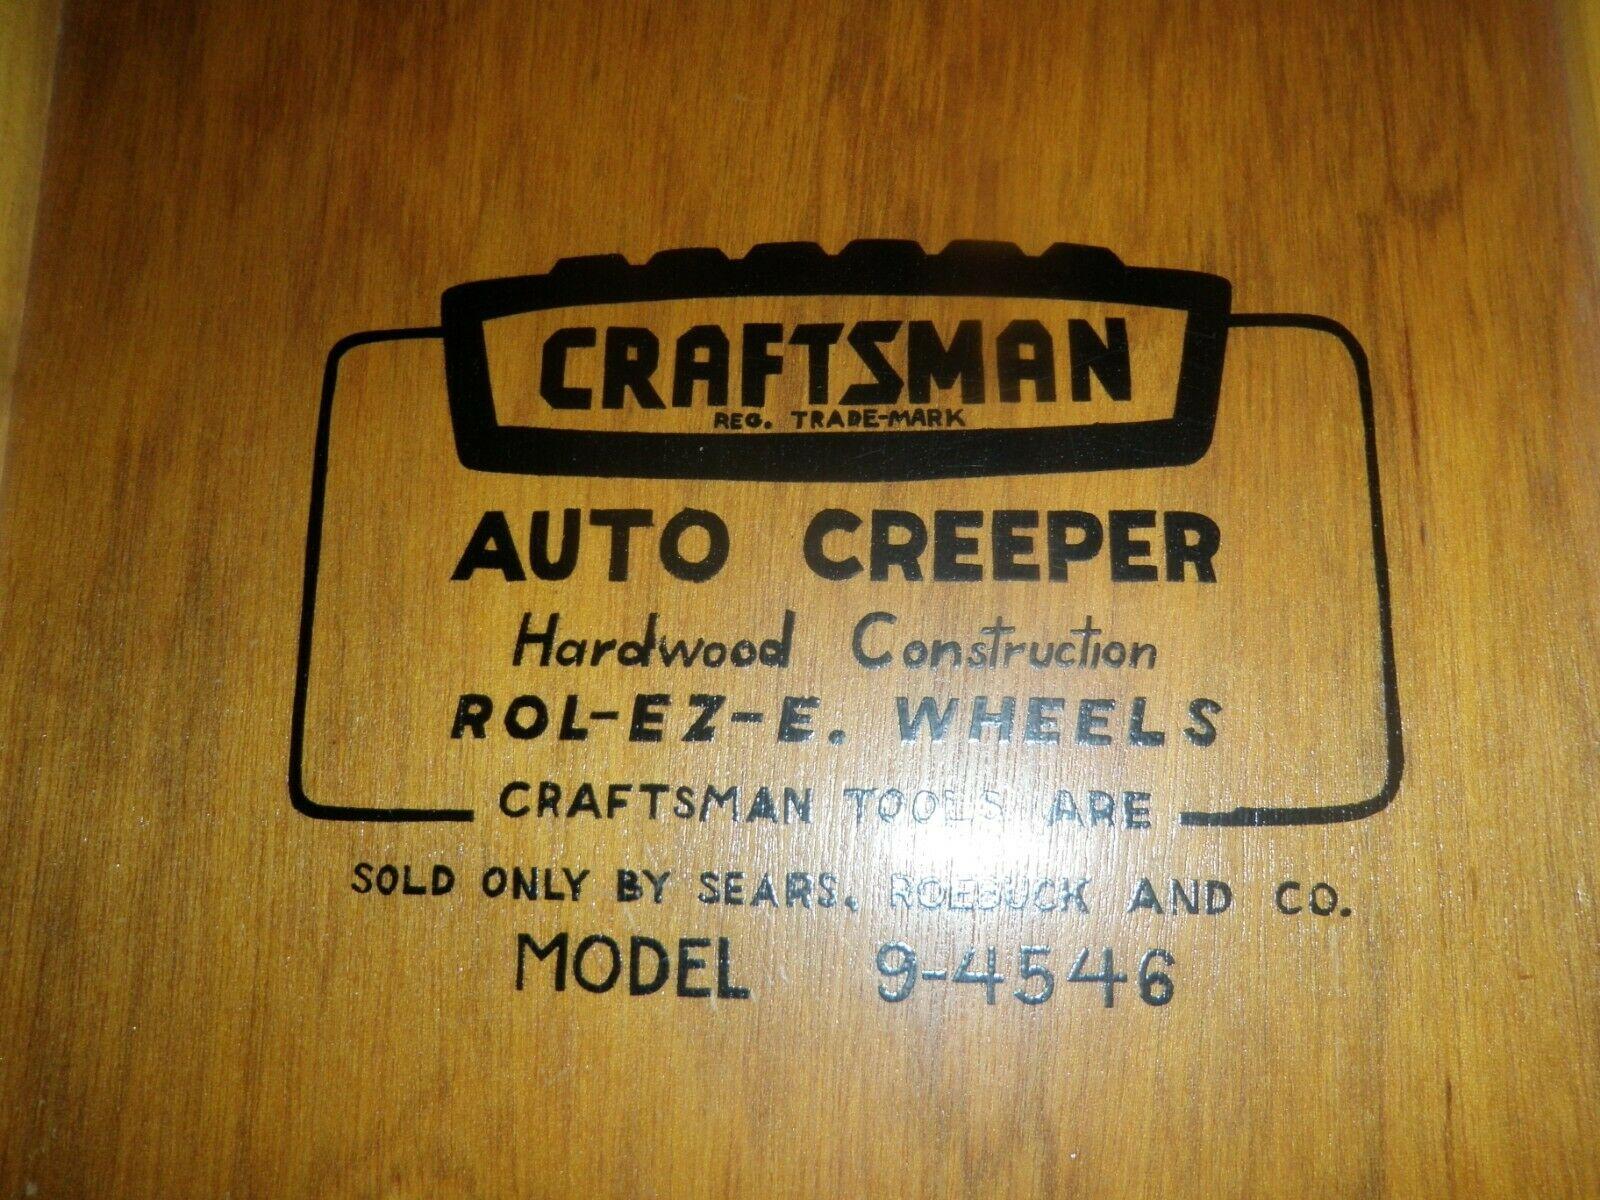 CRAFTSMAN
REG. TRADE-MARK
AUTO CREEPER
Hardwood Construction
ROL-EZ-E. WHEELS
CRAFTSMAN TOOLS ARE
SOLD ONLY BY SEARS, ROEBUCK AND CO.
MODEL 9-4546